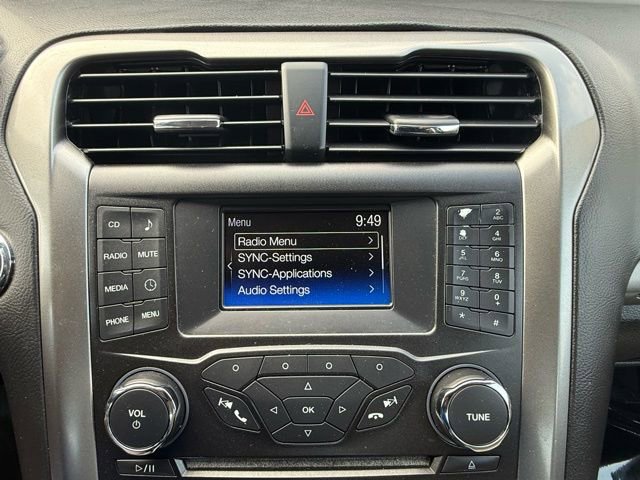 Menu 9:49
Radio Menu
SYNC-Settings
SYNC-Applications
Audio Settings
CD
RADIO MUTE
MEDIA
PHONE MENU
2 ABC
DEF 4 GHI
5 JKL 6 MNO
7 PQRS 8 TUV
9 WXYZ 0 +
* #
VOL
OK
TUNE